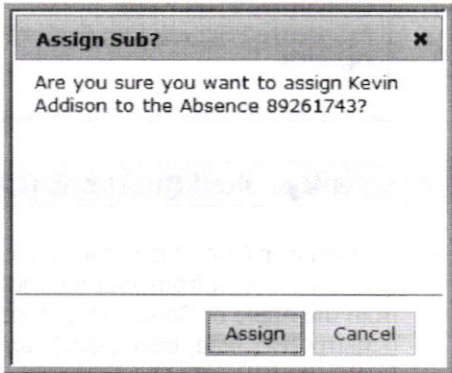 Assign Sub?
Are you sure you want to assign Kevin
Addison to the Absence 89261743?
Assign
Cancel